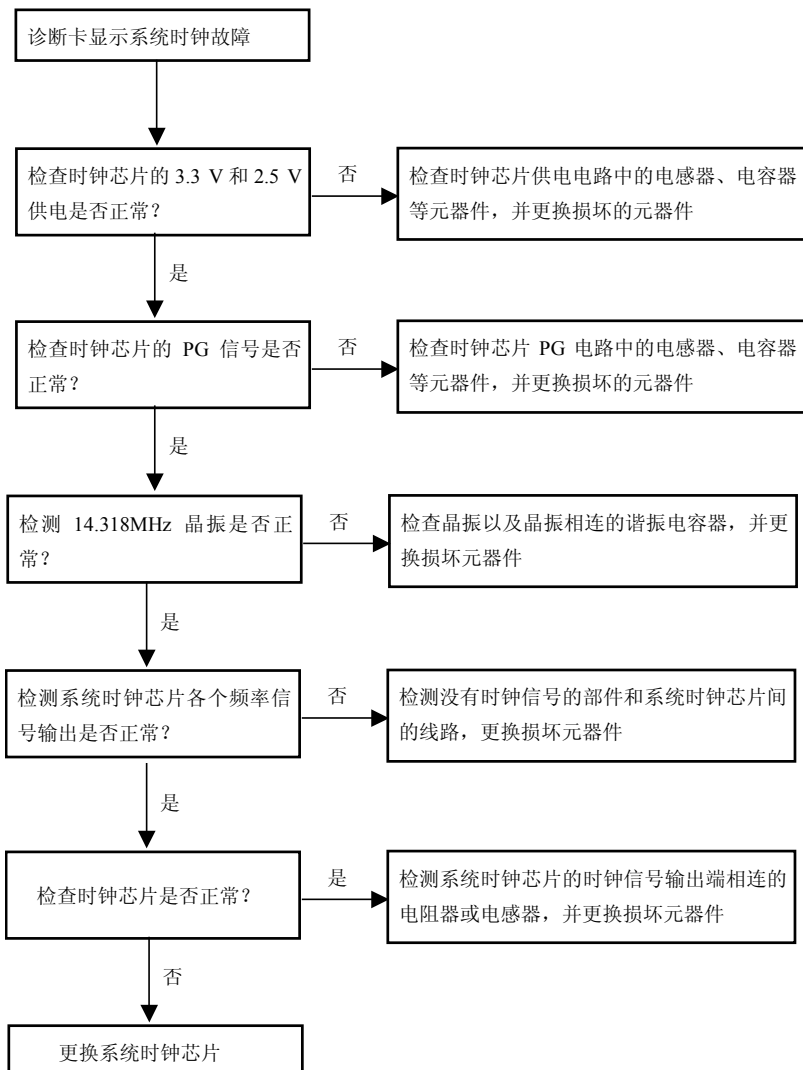 诊断卡显示系统时钟故障
检查时钟芯片的 3.3 V 和 2.5 V
供电是否正常？
否
检查时钟芯片供电电路中的电感器、电容器
等元器件，并更换损坏的元器件
是
检查时钟芯片的 PG 信号是否
正常？
否
检查时钟芯片 PG 电路中的电感器、电容器
等元器件，并更换损坏的元器件
是
检测 14.318MHz 晶振是否正
常？
否
检查晶振以及晶振相连的谐振电容器，并更
换损坏元器件
是
检测系统时钟芯片各个频率信
号输出是否正常？
否
检测没有时钟信号的部件和系统时钟芯片间
的线路，更换损坏元器件
是
检查时钟芯片是否正常？
是
检测系统时钟芯片的时钟信号输出端相连的
电阻器或电感器，并更换损坏元器件
否
更换系统时钟芯片